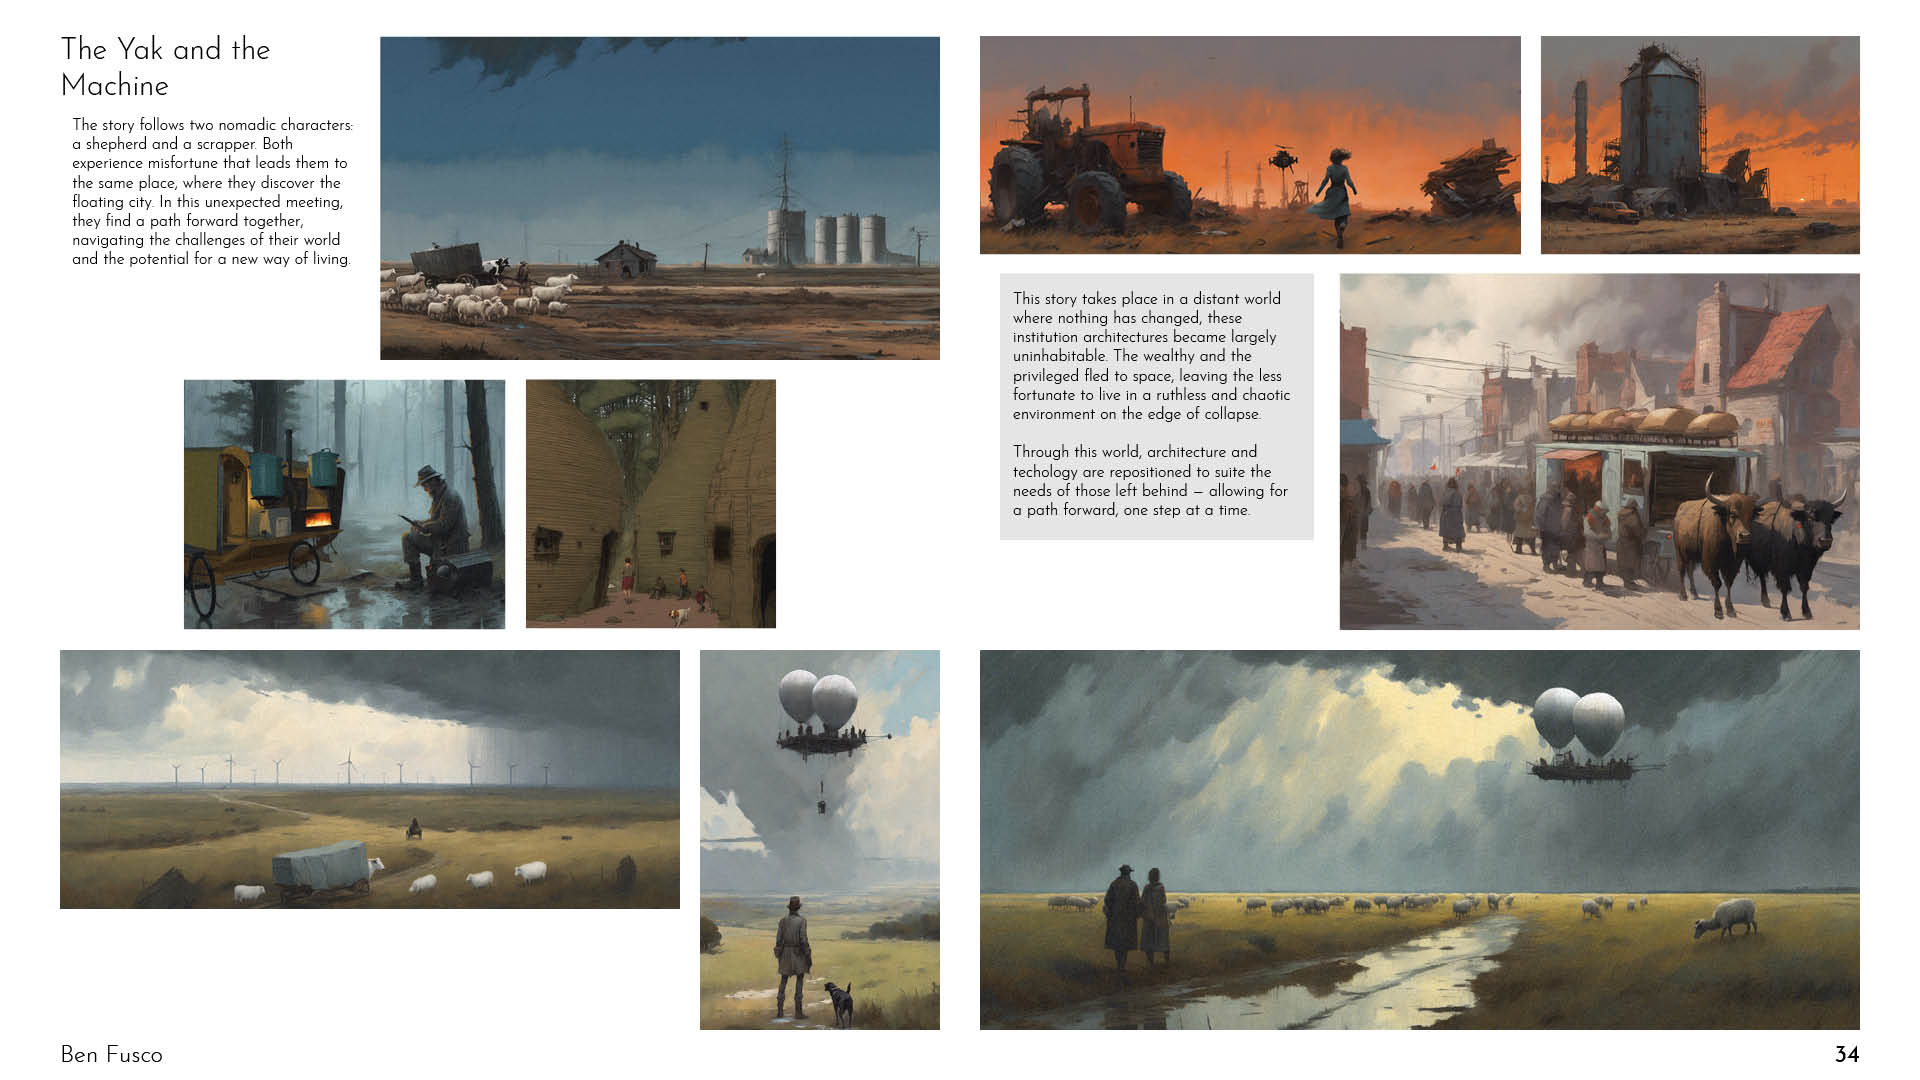 The Yak and the
Machine
The story follows two nomadic characters:
a shepherd and a scrapper. Both
experience misfortune that leads them to
the same place, where they discover the
floating city. In this unexpected meeting,
they find a path forward together,
navigating the challenges of their world
and the potential for a new way of living.
This story takes place in a distant world
where nothing has changed, these
institution architectures became largely
uninhabitable. The wealthy and the
privileged fled to space, leaving the less
fortunate to live in a ruthless and chaotic
environment on the edge of collapse.
Through this world, architecture and
techology are repositioned to suite the
needs of those left behind – allowing for
a path forward, one step at a time.
Ben Fusco
34